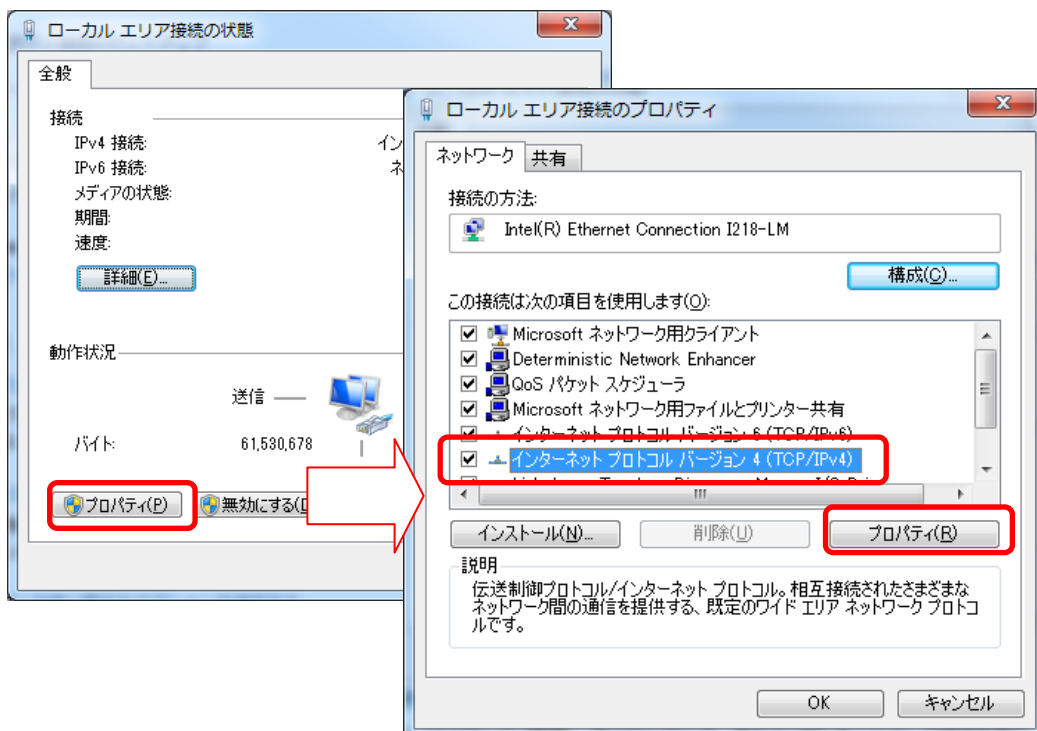 ローカル エリア接続の状態
全般
接続
IPv4 接続:
イン
IPv6 接続:
ネ
メディアの状態:
期間:
速度:
詳細(E)...
動作状況
送信
バイト:
61,530,678
プロパティ(P)
無効にする(
ローカル エリア接続のプロパティ
ネットワーク
共有
接続の方法:
Intel(R) Ethernet Connection I218-LM
構成(C)...
この接続は次の項目を使用します(O):
Microsoft ネットワーク用クライアント
Deterministic Network Enhancer
QoS パケット スケジューラ
Microsoft ネットワーク用ファイルとプリンター共有
インターネット プロトコル バージョン 6 (TCP/IPv6)
インターネット プロトコル バージョン 4 (TCP/IPv4)
インストール(N)...
削除(U)
プロパティ(R)
説明
伝送制御プロトコル/インターネット プロトコル。相互接続されたさまざまな
ネットワーク間の通信を提供する、既定のワイド エリア ネットワーク プロトコ
ルです。
OK
キャンセル